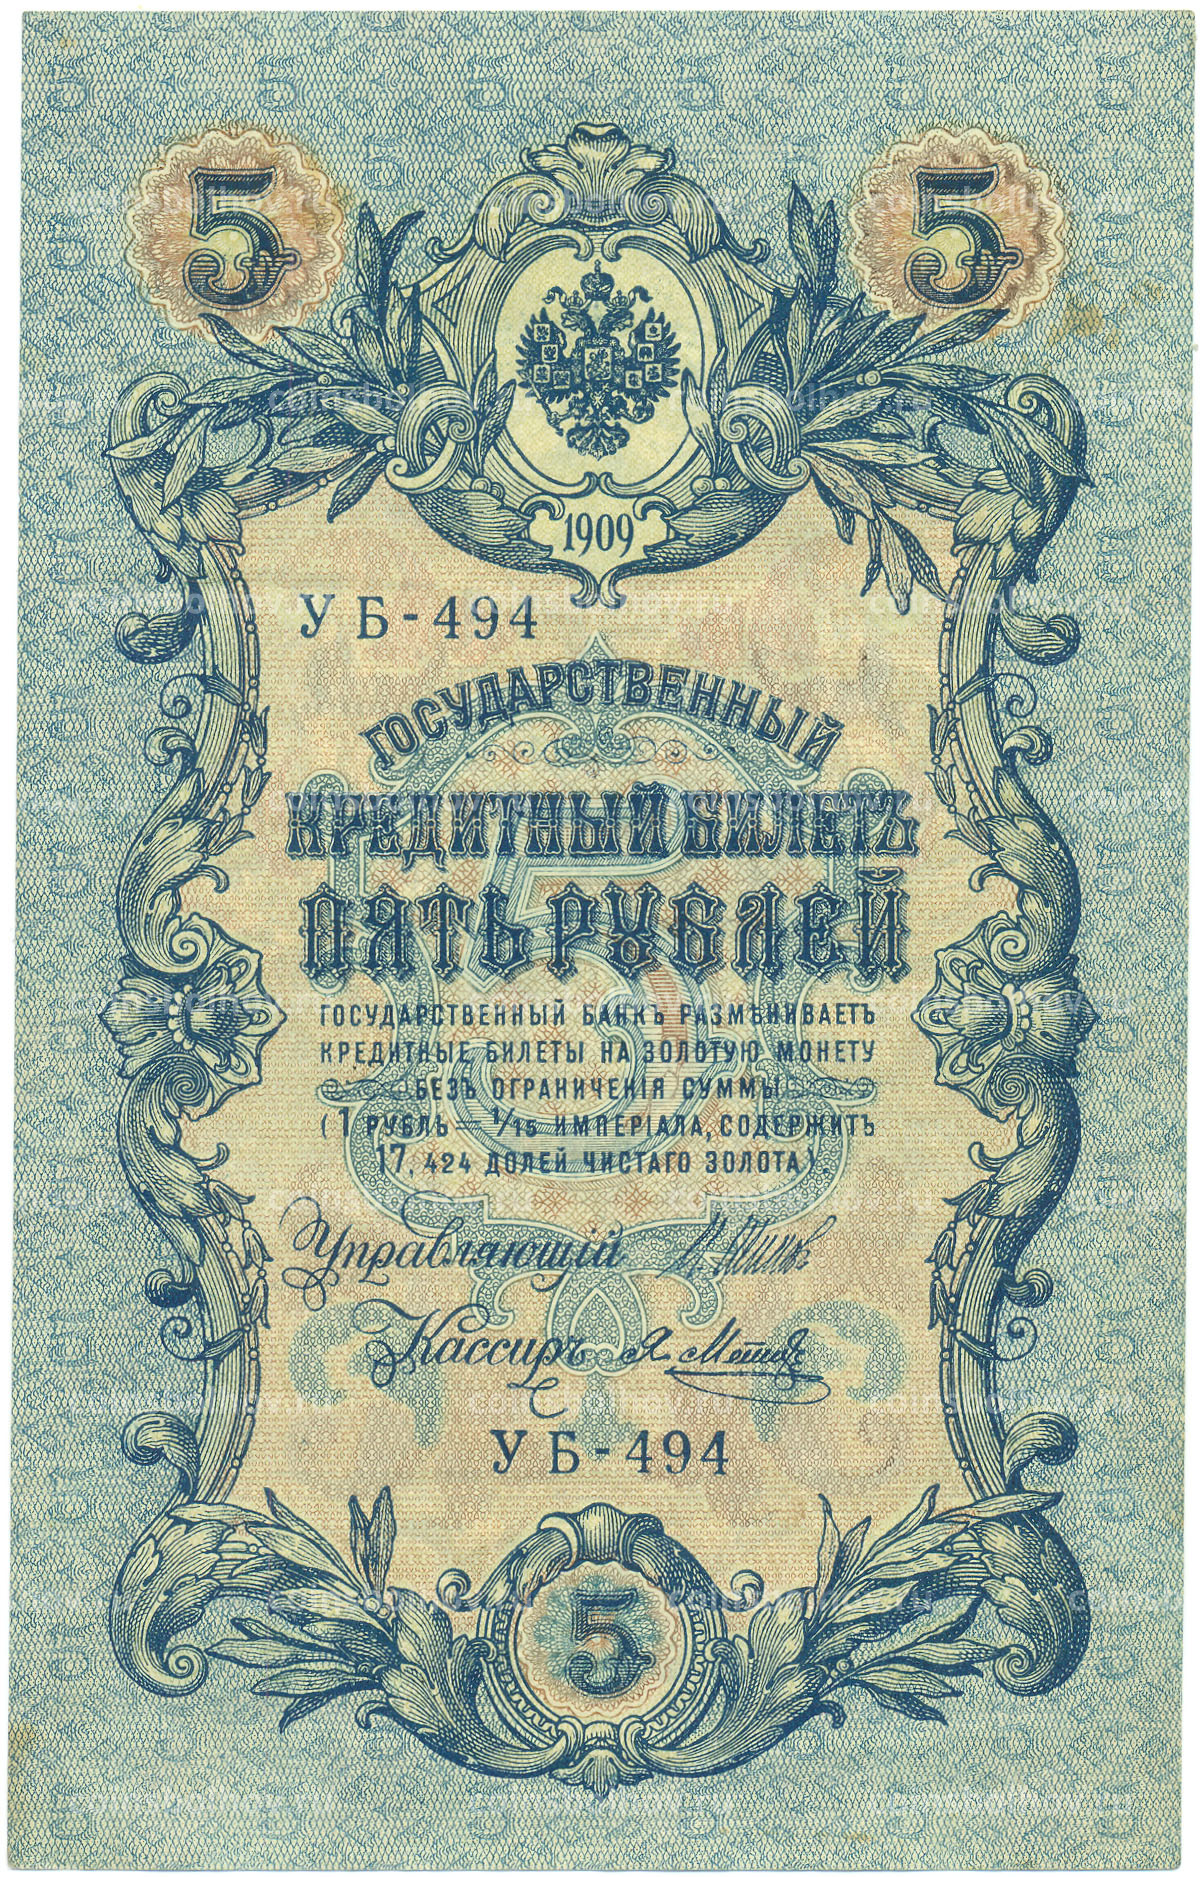 5 5
1909
УБ-494
ГОСУДАРСТВЕННЫЙ
КРЕДИТНЫЙ БИЛЕТЪ
ПЯТЬ РУБЛЕЙ
ГОСУДАРСТВЕННЫЙ БАНКЪ РАЗМѢНИВАЕТЪ
КРЕДИТНЫЕ БИЛЕТЫ НА ЗОЛОТУЮ МОНЕТУ
БЕЗЪ ОГРАНИЧЕНІЯ СУММЫ
(1 РУБЛЬ = 1/15 ИМПЕРІАЛА, СОДЕРЖИТЪ
17,424 ДОЛЕЙ ЧИСТАГО ЗОЛОТА).
Управляющій
Кассиръ
УБ-494
5